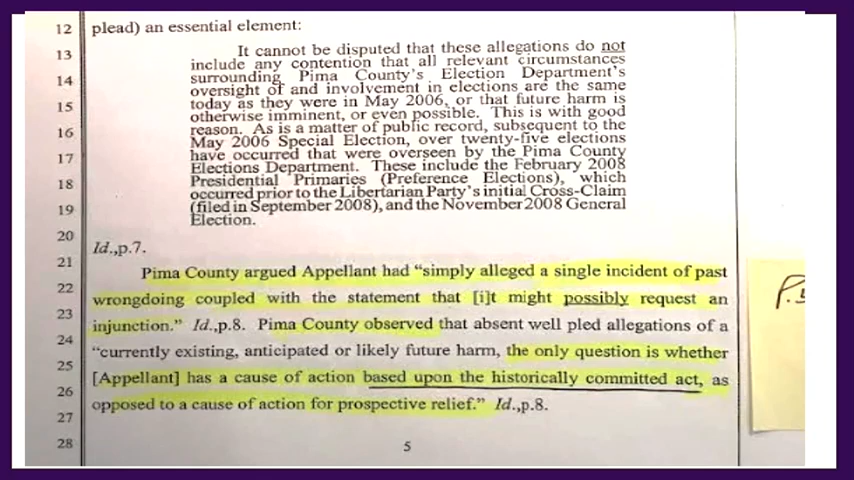 12 plead) an essential element:
13 It cannot be disputed that these allegations do not
include any contention that all relevant circumstances
14 surrounding Pima County's Election Department's
oversight of and involvement in elections are the same
15 today as they were in May 2006, or that future harm is
otherwise imminent, or even possible. This is with good
16 reason. As is a matter of public record, subsequent to the
May 2006 Special Election, over twenty-five elections
17 have occurred that were overseen by the Pima County
Elections Department. These include the February 2008
18 Presidential Primaries (Preference Elections), which
occurred prior to the Libertarian Party's initial Cross-Claim
19 (filed in September 2008), and the November 2008 General
Election.
20
Id.,p.7.
21 Pima County argued Appellant had “simply alleged a single incident of past
22 wrongdoing coupled with the statement that [i]t might possibly request an
23 injunction.” Id.,p.8. Pima County observed that absent well pled allegations of a
24 “currently existing, anticipated or likely future harm, the only question is whether
25 [Appellant] has a cause of action based upon the historically committed act, as
26 opposed to a cause of action for prospective relief.” Id.,p.8.
27
28
5